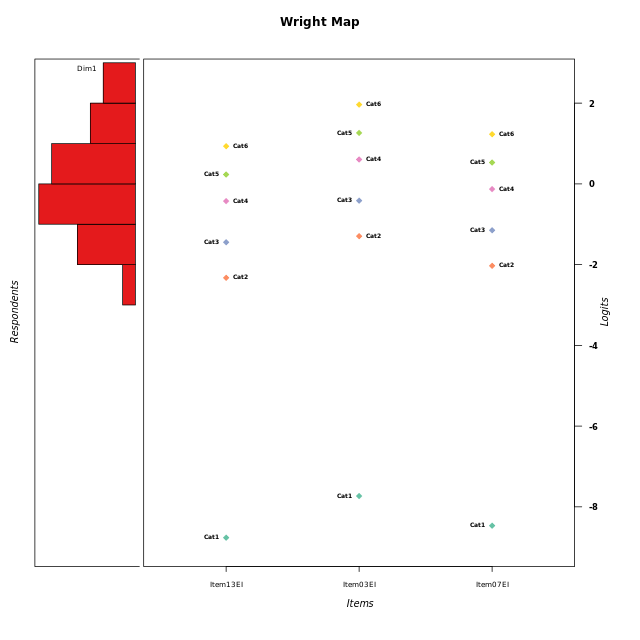 Wright Map
Dim1
Cat6
Cat6
Cat6
Cat5
Cat5
Cat5
Cat4
Cat4
Cat4
Cat3
Cat3
Cat3
Cat2
Cat2
Cat2
Cat1
Cat1
Cat1
2
0
-2
-4
-6
-8
Respondents
Logits
Item13EI
Item03EI
Item07EI
Items